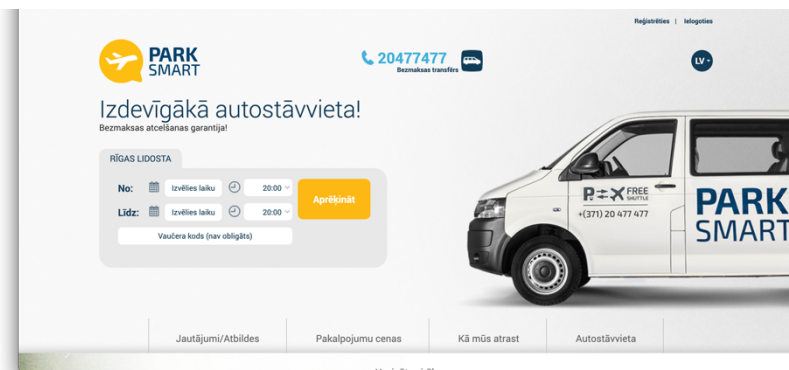 Reģistrēties | Ielogoties
PARK
SMART
20477477
Bezmaksas transfērs
LV
Izdevīgākā autostāvvieta!
Bezmaksas atcelšanas garantija!
RĪGAS LIDOSTA
No: Izvēlies laiku 20:00
Līdz: Izvēlies laiku 20:00
Aprēķināt
Vaučera kods (nav obligāts)
P FREE
SHUTTLE
+(371) 20 477 477
PARK
SMART
Jautājumi/Atbildes Pakalpojumu cenas Kā mūs atrast Autostāvvieta